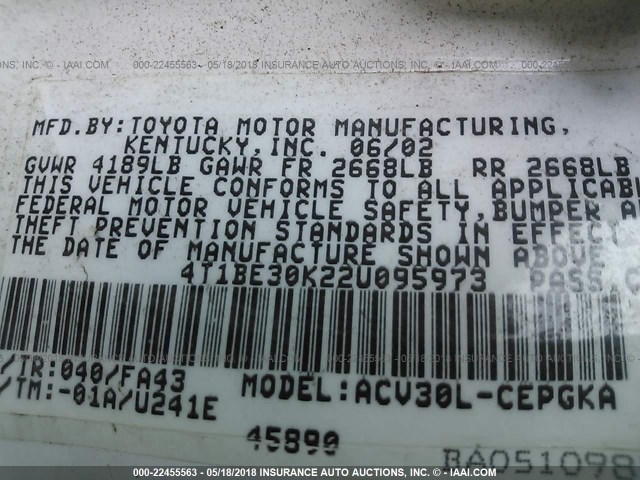 000-22455563 - 05/18/2018 - INSURANCE AUTO AUCTIONS, INC. - IAAI.COM
MFD.BY:TOYOTA MOTOR MANUFACTURING,
KENTUCKY,INC. 06/02
GVWR 4189LB GAWR FR 2668LB RR 2668LB
THIS VEHICLE CONFORMS TO ALL APPLICAB
FEDERAL MOTOR VEHICLE SAFETY,BUMPER A
THEFT PREVENTION STANDARDS IN EFFEC
THE DATE OF MANUFACTURE SHOWN ABOVE
4T1BE30K22U095973 PASS
/TR:040/FA43
MODEL:ACV30L-CEPGKA
/TM:-01A/U241E
45890
BA051098
000-22455563 - 05/18/2018 - INSURANCE AUTO AUCTIONS, INC. - IAAI.COM